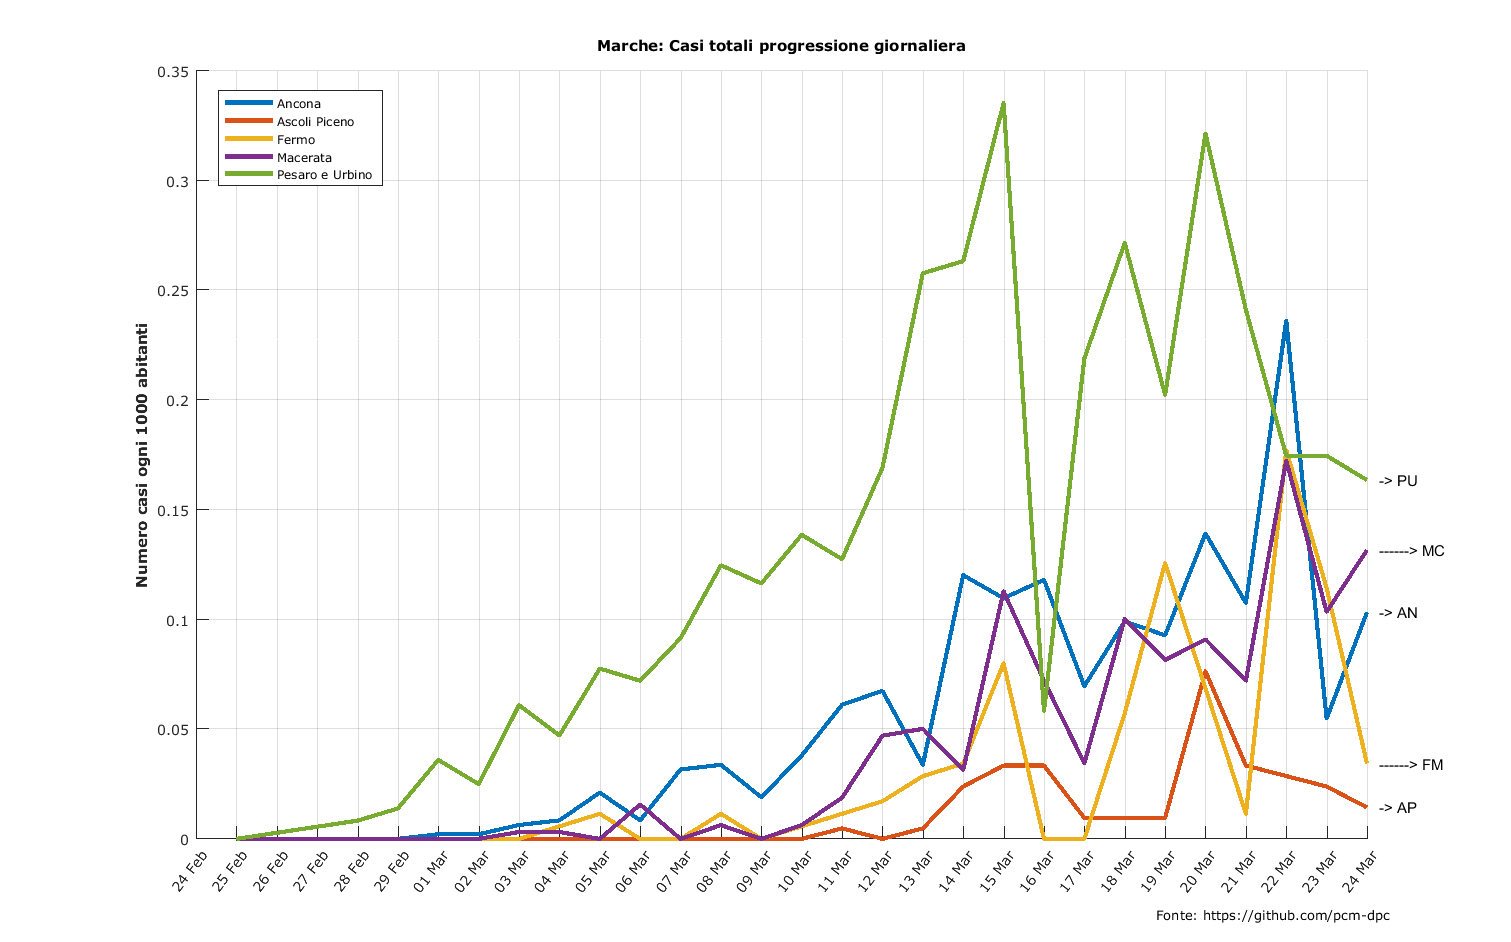 Marche: Casi totali progressione giornaliera
0.35
0.3
0.25
0.2
0.15
0.1
0.05
0
Numero casi ogni 1000 abitanti
Ancona
Ascoli Piceno
Fermo
Macerata
Pesaro e Urbino
-> PU
------> MC
-> AN
------> FM
-> AP
24 Feb
25 Feb
26 Feb
27 Feb
28 Feb
29 Feb
01 Mar
02 Mar
03 Mar
04 Mar
05 Mar
06 Mar
07 Mar
08 Mar
09 Mar
10 Mar
11 Mar
12 Mar
13 Mar
14 Mar
15 Mar
16 Mar
17 Mar
18 Mar
19 Mar
20 Mar
21 Mar
22 Mar
23 Mar
24 Mar
Fonte: https://github.com/pcm-dpc